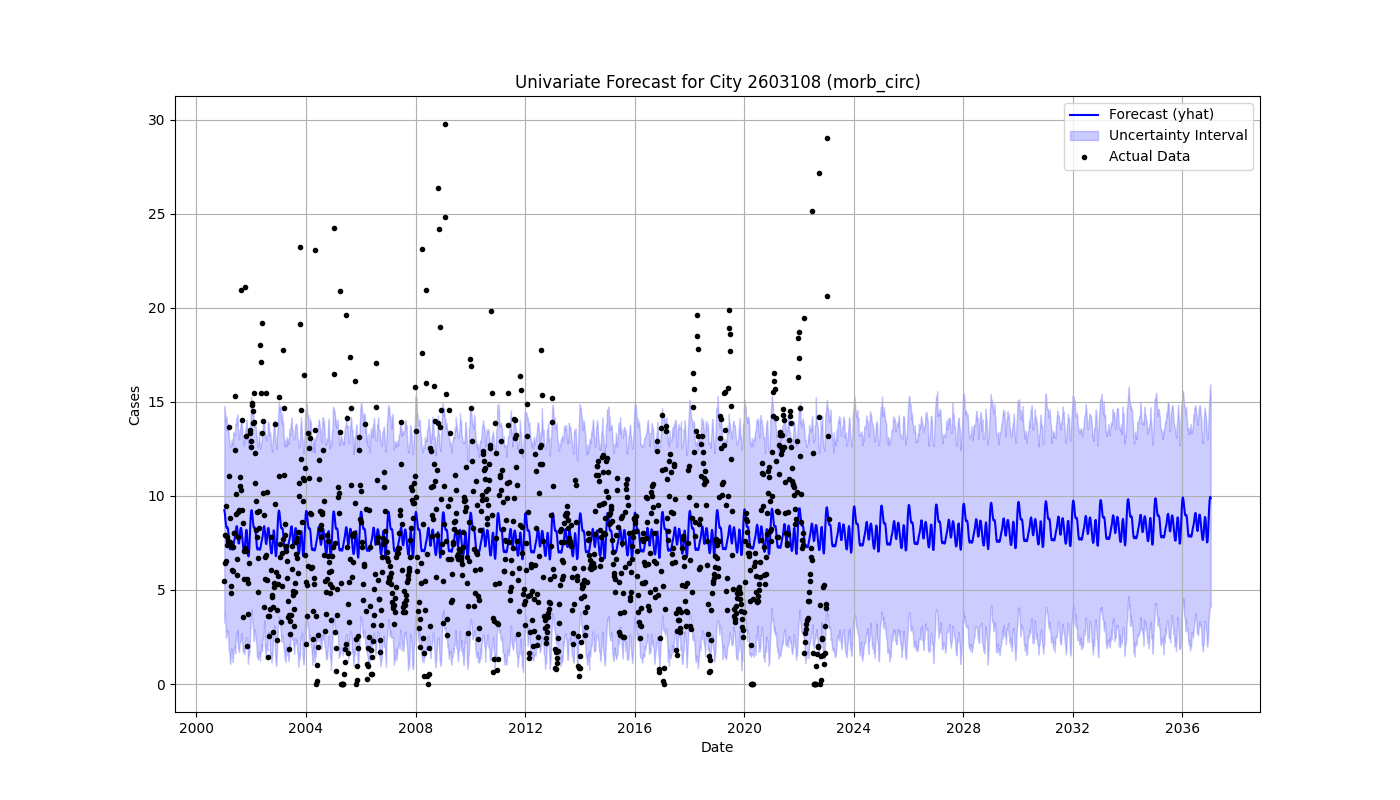 Univariate Forecast for City 2603108 (morb_circ)
Forecast (yhat)
Uncertainty Interval
Actual Data
Cases
30
25
20
15
10
5
0
2000 2004 2008 2012 2016 2020 2024 2028 2032 2036
Date